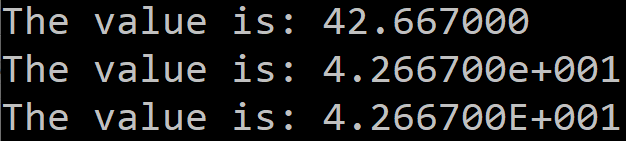 The value is: 42.667000
The value is: 4.266700e+001
The value is: 4.266700E+001